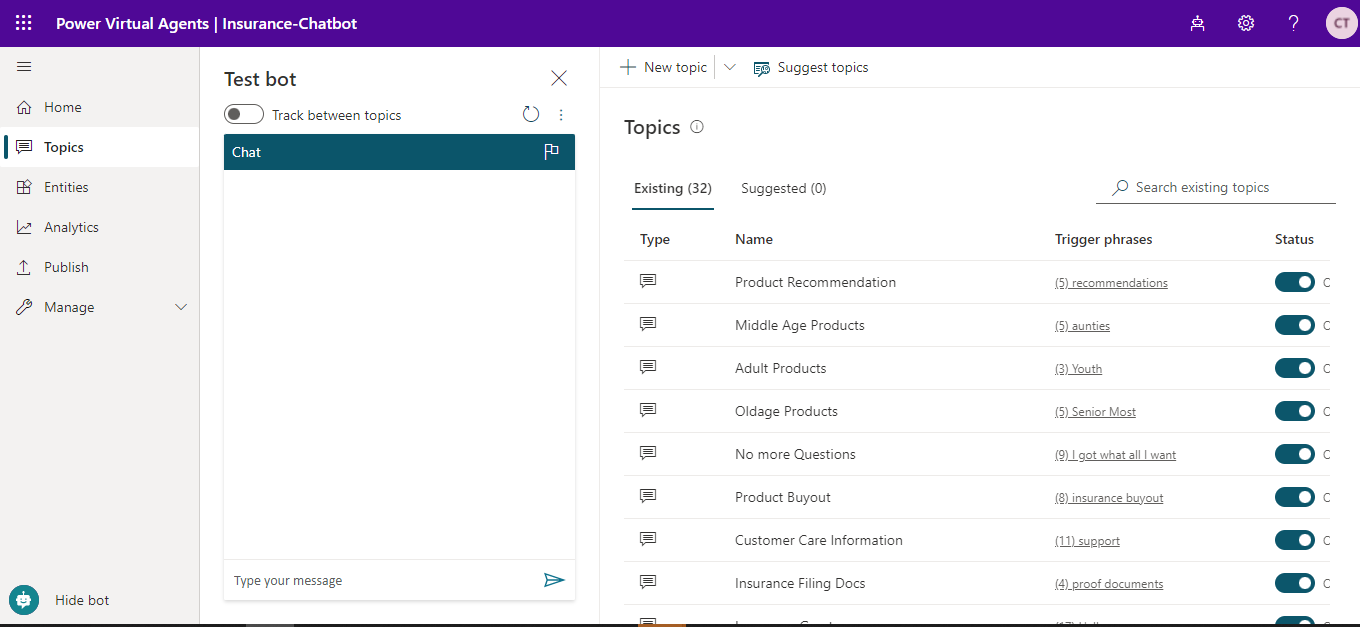 Power Virtual Agents | Insurance-Chatbot
CT
Home
Topics
Entities
Analytics
Publish
Manage
Hide bot
Test bot
Track between topics
Chat
Type your message
New topic
Suggest topics
Topics
Existing (32)
Suggested (0)
Search existing topics
Type Name Trigger phrases Status
Product Recommendation (5) recommendations
Middle Age Products (5) aunties
Adult Products (3) Youth
Oldage Products (5) Senior Most
No more Questions (9) I got what all I want
Product Buyout (8) insurance buyout
Customer Care Information (11) support
Insurance Filing Docs (4) proof documents